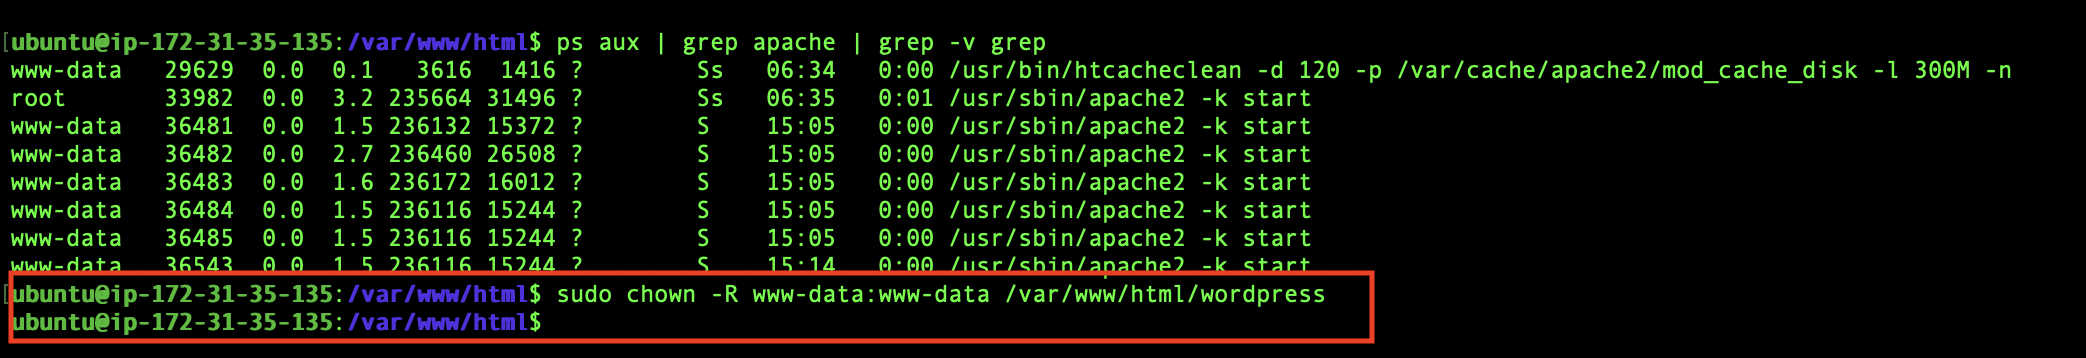 [ubuntu@ip-172-31-35-135:/var/www/html$ ps aux | grep apache | grep -v grep
www-data   29629  0.0  0.1   3616  1416 ?        Ss   06:34   0:00 /usr/bin/htcacheclean -d 120 -p /var/cache/apache2/mod_cache_disk -l 300M -n
root       33982  0.0  3.2 235664 31496 ?        Ss   06:35   0:01 /usr/sbin/apache2 -k start
www-data   36481  0.0  1.5 236132 15372 ?        S    15:05   0:00 /usr/sbin/apache2 -k start
www-data   36482  0.0  2.7 236460 26508 ?        S    15:05   0:00 /usr/sbin/apache2 -k start
www-data   36483  0.0  1.6 236172 16012 ?        S    15:05   0:00 /usr/sbin/apache2 -k start
www-data   36484  0.0  1.5 236116 15244 ?        S    15:05   0:00 /usr/sbin/apache2 -k start
www-data   36485  0.0  1.5 236116 15244 ?        S    15:05   0:00 /usr/sbin/apache2 -k start
www-data   36543  0.0  1.5 236116 15244 ?        S    15:14   0:00 /usr/sbin/apache2 -k start
[ubuntu@ip-172-31-35-135:/var/www/html$ sudo chown -R www-data:www-data /var/www/html/wordpress
ubuntu@ip-172-31-35-135:/var/www/html$